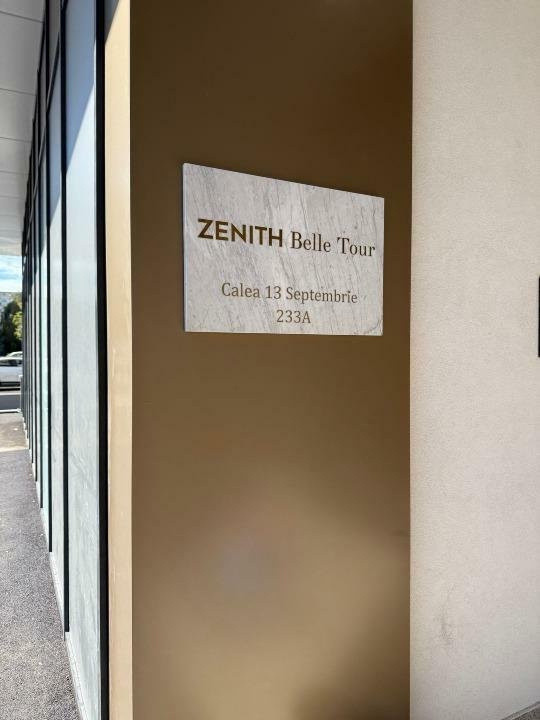 ZENITH Belle Tour
Calea 13 Septembrie
233A